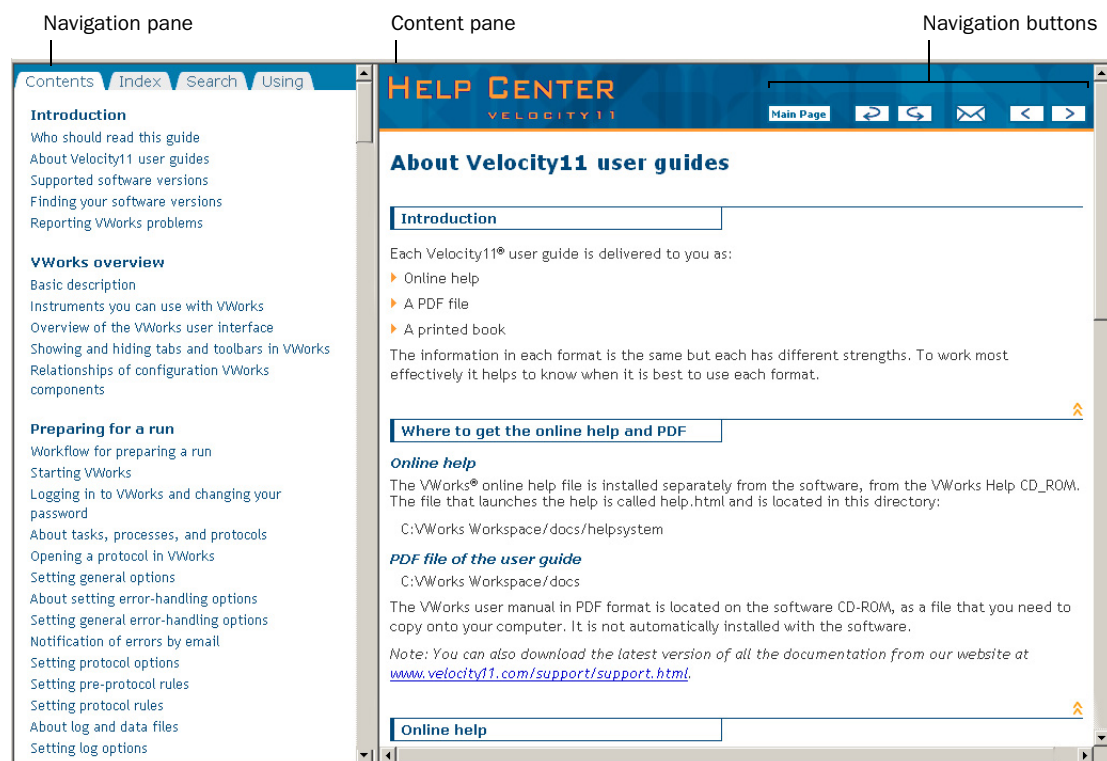 Navigation pane
Content pane
Navigation buttons
Contents Index Search Using
Introduction
Who should read this guide
About Velocity11 user guides
Supported software versions
Finding your software versions
Reporting VWorks problems
VWorks overview
Basic description
Instruments you can use with VWorks
Overview of the VWorks user interface
Showing and hiding tabs and toolbars in VWorks
Relationships of configuration VWorks
components
Preparing for a run
Workflow for preparing a run
Starting VWorks
Logging in to VWorks and changing your
password
About tasks, processes, and protocols
Opening a protocol in VWorks
Setting general options
About setting error-handling options
Setting general error-handling options
Notification of errors by email
Setting protocol options
Setting pre-protocol rules
Setting protocol rules
About log and data files
Setting log options
HELP CENTER
VELOCITY11
Main Page
About Velocity11 user guides
Introduction
Each Velocity11® user guide is delivered to you as:
Online help
A PDF file
A printed book
The information in each format is the same but each has different strengths. To work most
effectively it helps to know when it is best to use each format.
Where to get the online help and PDF
Online help
The VWorks® online help file is installed separately from the software, from the VWorks Help CD_ROM.
The file that launches the help is called help.html and is located in this directory:
C:VWorks Workspace/docs/helpsystem
PDF file of the user guide
C:VWorks Workspace/docs
The VWorks user manual in PDF format is located on the software CD-ROM, as a file that you need to
copy onto your computer. It is not automatically installed with the software.
Note: You can also download the latest version of all the documentation from our website at
www.velocity11.com/support/support.html.
Online help